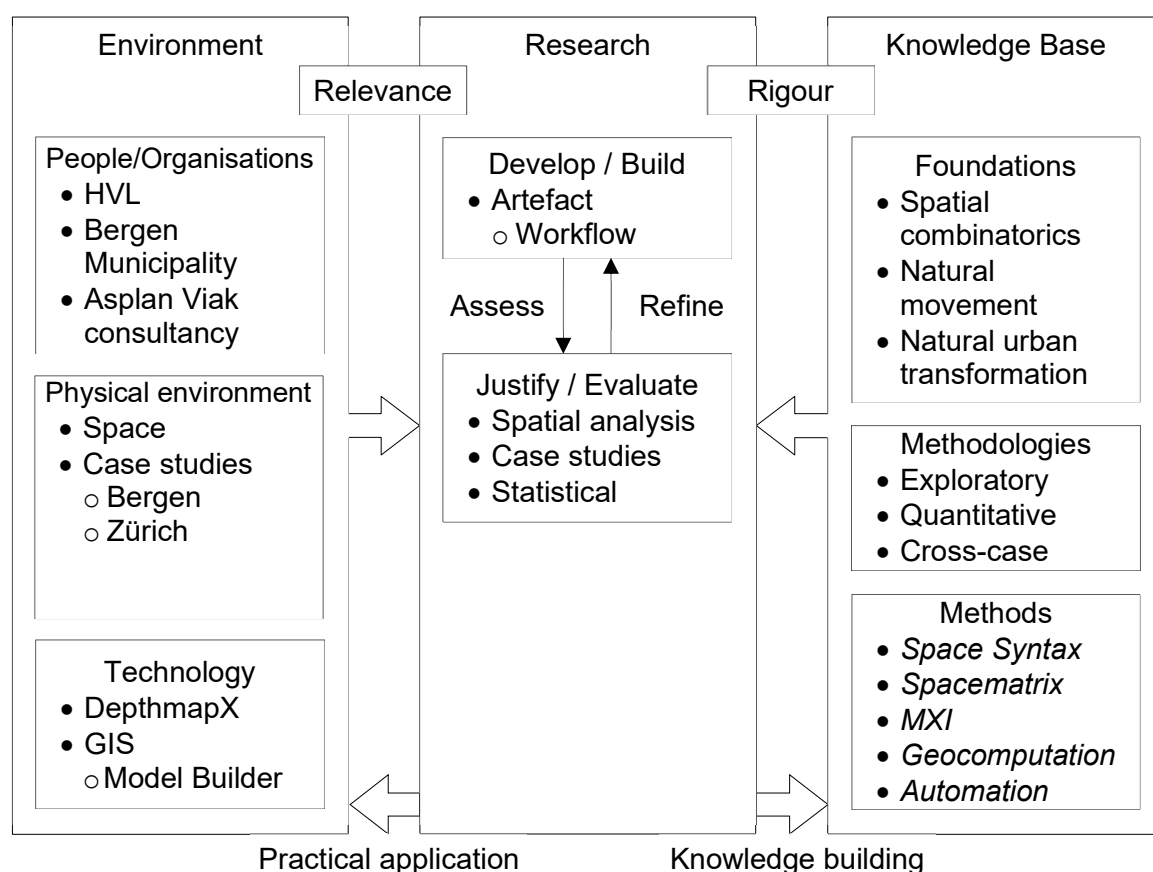 Environment
Relevance
People/Organisations
• HVL
• Bergen
Municipality
• Asplan Viak
consultancy
Physical environment
• Space
• Case studies
○ Bergen
○ Zürich
Technology
• DepthmapX
• GIS
○ Model Builder
Research
Develop / Build
• Artefact
○ Workflow
Assess
Refine
Justify / Evaluate
• Spatial analysis
• Case studies
• Statistical
Rigour
Knowledge Base
Foundations
• Spatial
combinatorics
• Natural
movement
• Natural urban
transformation
Methodologies
• Exploratory
• Quantitative
• Cross-case
Methods
• Space Syntax
• Spacematrix
• MXI
• Geocomputation
• Automation
Practical application
Knowledge building